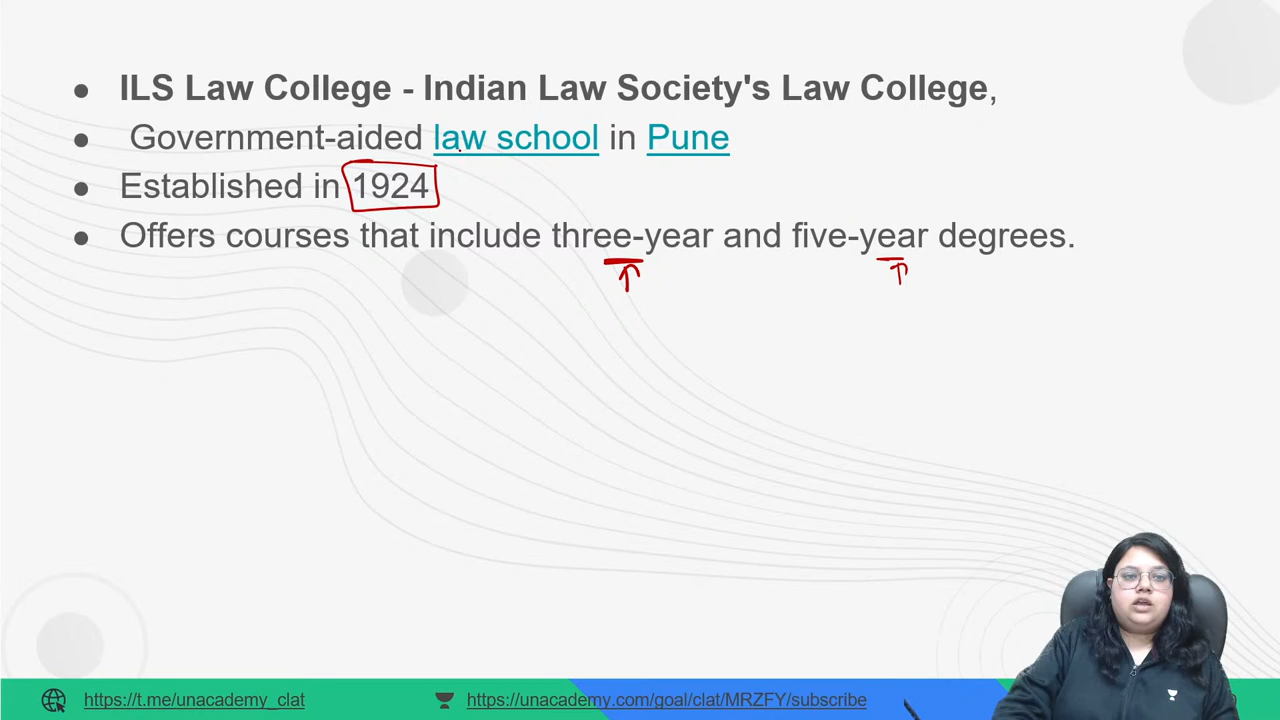 ● ILS Law College - Indian Law Society's Law College,
● Government-aided law school in Pune
● Established in 1924
● Offers courses that include three-year and five-year degrees.
https://t.me/unacademy_clat https://unacademy.com/goal/clat/MRZFY/subscribe